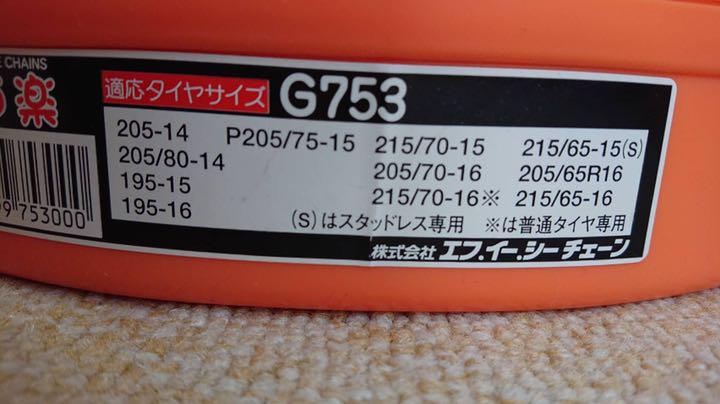 E CHAINS
楽
適応タイヤサイズ G753
205-14 P205/75-15 215/70-15 215/65-15(S)
205/80-14 205/70-16 205/65R16
195-15 215/70-16※ 215/65-16
195-16 (S)はスタッドレス専用 ※は普通タイヤ専用
株式会社 エフ.イー.シーチェーン
9 753000